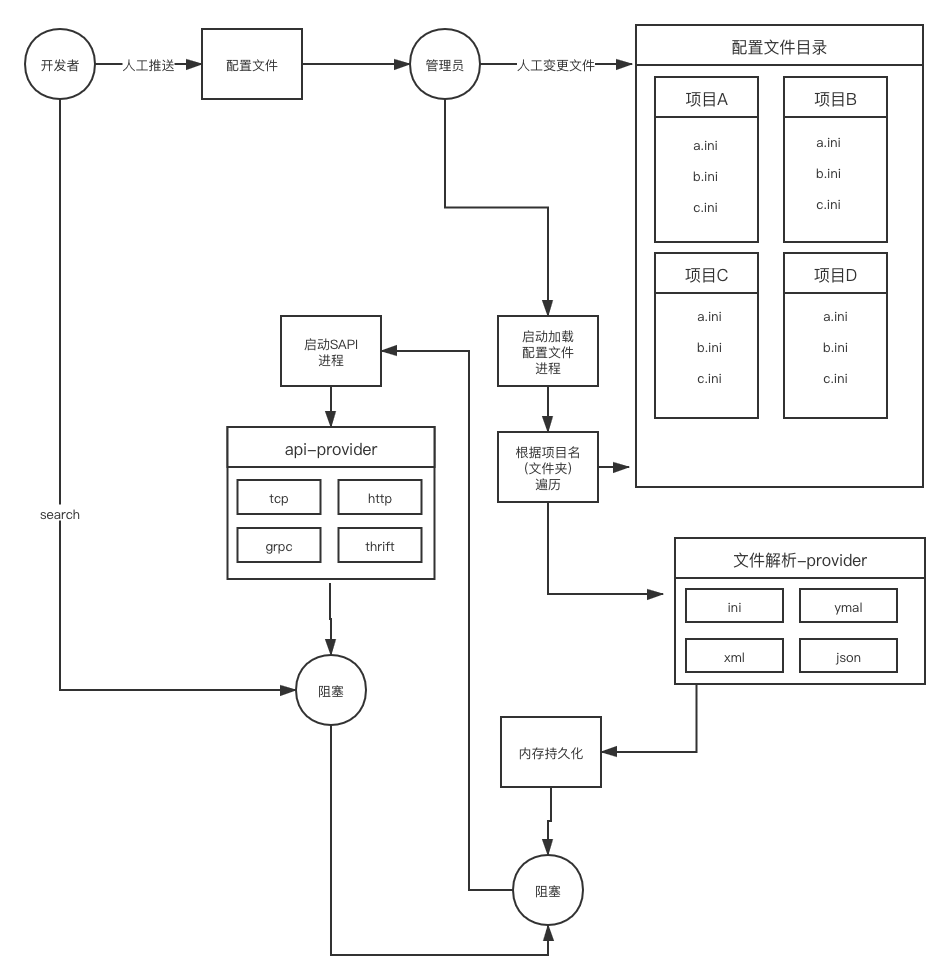 开发者
人工推送
配置文件
管理员
人工变更文件
配置文件目录
项目A
a.ini
b.ini
c.ini
项目B
a.ini
b.ini
c.ini
项目C
a.ini
b.ini
c.ini
项目D
a.ini
b.ini
c.ini
启动SAPI
进程
启动加载
配置文件
进程
api-provider
tcp
http
grpc
thrift
根据项目名
(文件夹)
遍历
search
文件解析-provider
ini
ymal
xml
json
阻塞
内存持久化
阻塞